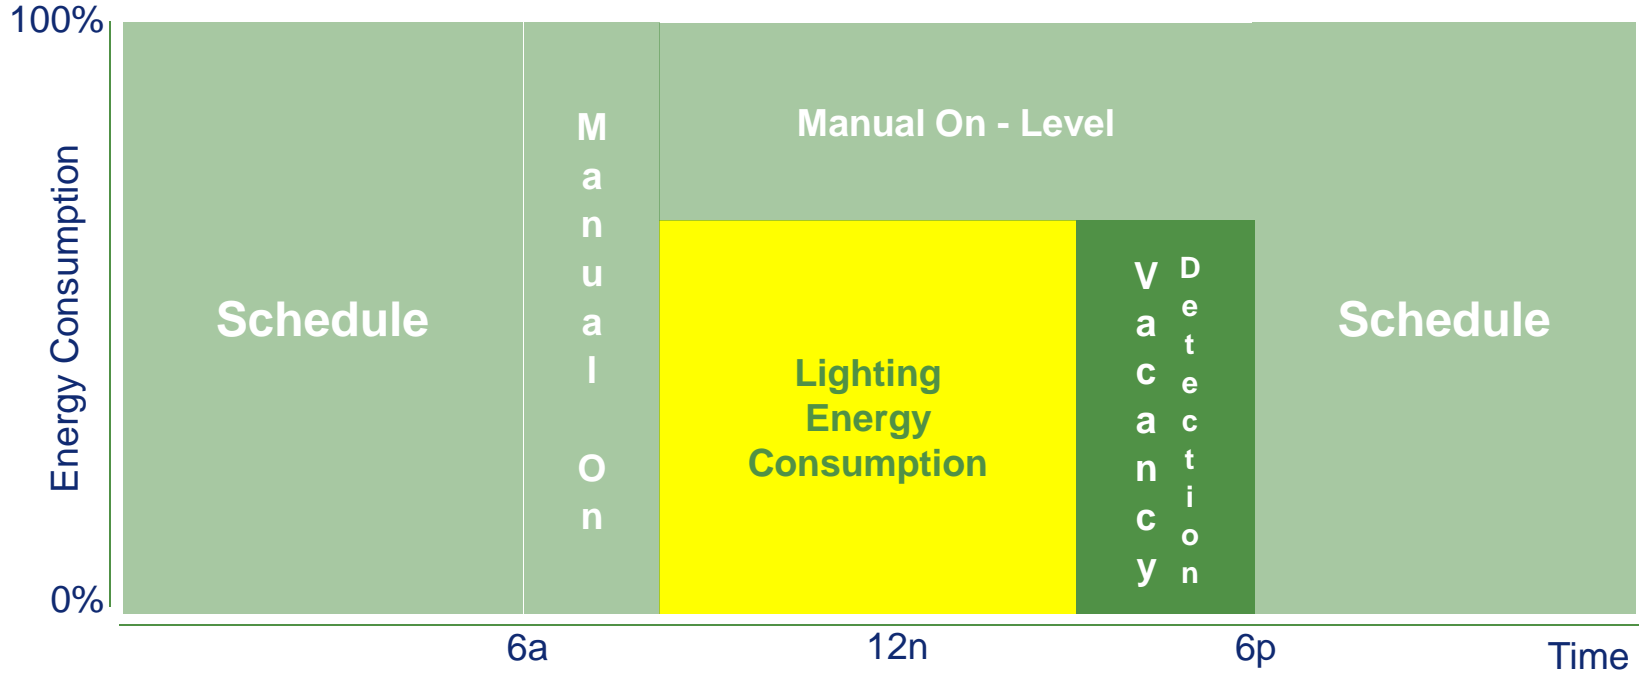 100%
Energy Consumption
0%
Schedule
Manual On
Manual On - Level
Lighting
Energy
Consumption
Vacancy
Detection
Schedule
6a
12n
6p
Time